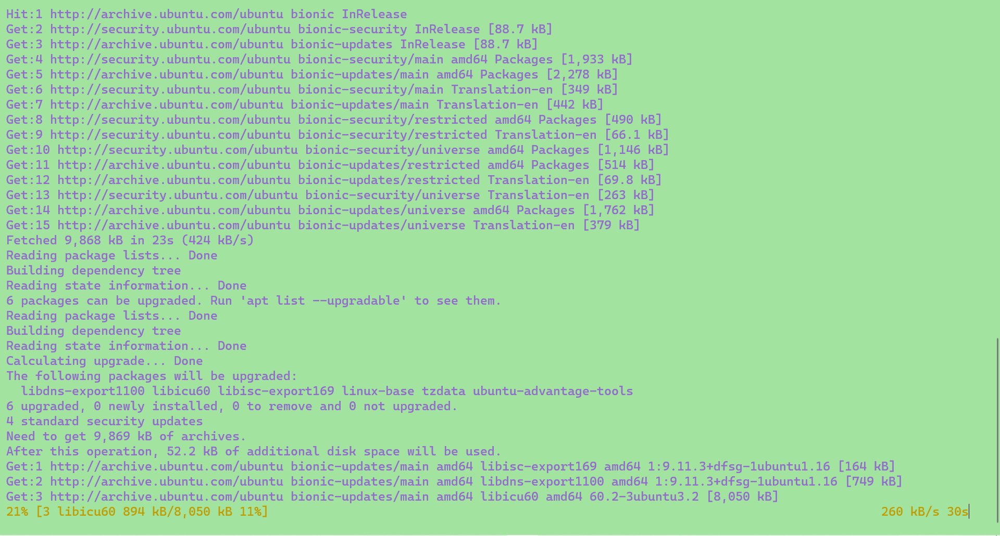 Hit:1 http://archive.ubuntu.com/ubuntu bionic InRelease
Get:2 http://security.ubuntu.com/ubuntu bionic-security InRelease [88.7 kB]
Get:3 http://archive.ubuntu.com/ubuntu bionic-updates InRelease [88.7 kB]
Get:4 http://security.ubuntu.com/ubuntu bionic-security/main amd64 Packages [1,933 kB]
Get:5 http://archive.ubuntu.com/ubuntu bionic-updates/main amd64 Packages [2,278 kB]
Get:6 http://security.ubuntu.com/ubuntu bionic-security/main Translation-en [349 kB]
Get:7 http://archive.ubuntu.com/ubuntu bionic-updates/main Translation-en [442 kB]
Get:8 http://security.ubuntu.com/ubuntu bionic-security/restricted amd64 Packages [490 kB]
Get:9 http://security.ubuntu.com/ubuntu bionic-security/restricted Translation-en [66.1 kB]
Get:10 http://security.ubuntu.com/ubuntu bionic-security/universe amd64 Packages [1,146 kB]
Get:11 http://archive.ubuntu.com/ubuntu bionic-updates/restricted amd64 Packages [514 kB]
Get:12 http://archive.ubuntu.com/ubuntu bionic-updates/restricted Translation-en [69.8 kB]
Get:13 http://security.ubuntu.com/ubuntu bionic-security/universe Translation-en [263 kB]
Get:14 http://archive.ubuntu.com/ubuntu bionic-updates/universe amd64 Packages [1,762 kB]
Get:15 http://archive.ubuntu.com/ubuntu bionic-updates/universe Translation-en [379 kB]
Fetched 9,868 kB in 23s (424 kB/s)
Reading package lists... Done
Building dependency tree
Reading state information... Done
6 packages can be upgraded. Run 'apt list --upgradable' to see them.
Reading package lists... Done
Building dependency tree
Reading state information... Done
Calculating upgrade... Done
The following packages will be upgraded:
  libdns-export1100 libicu60 libisc-export169 linux-base tzdata ubuntu-advantage-tools
6 upgraded, 0 newly installed, 0 to remove and 0 not upgraded.
4 standard security updates
Need to get 9,869 kB of archives.
After this operation, 52.2 kB of additional disk space will be used.
Get:1 http://archive.ubuntu.com/ubuntu bionic-updates/main amd64 libisc-export169 amd64 1:9.11.3+dfsg-1ubuntu1.16 [164 kB]
Get:2 http://archive.ubuntu.com/ubuntu bionic-updates/main amd64 libdns-export1100 amd64 1:9.11.3+dfsg-1ubuntu1.16 [749 kB]
Get:3 http://archive.ubuntu.com/ubuntu bionic-updates/main amd64 libicu60 amd64 60.2-3ubuntu3.2 [8,050 kB]
21% [3 libicu60 894 kB/8,050 kB 11%] 260 kB/s 30s